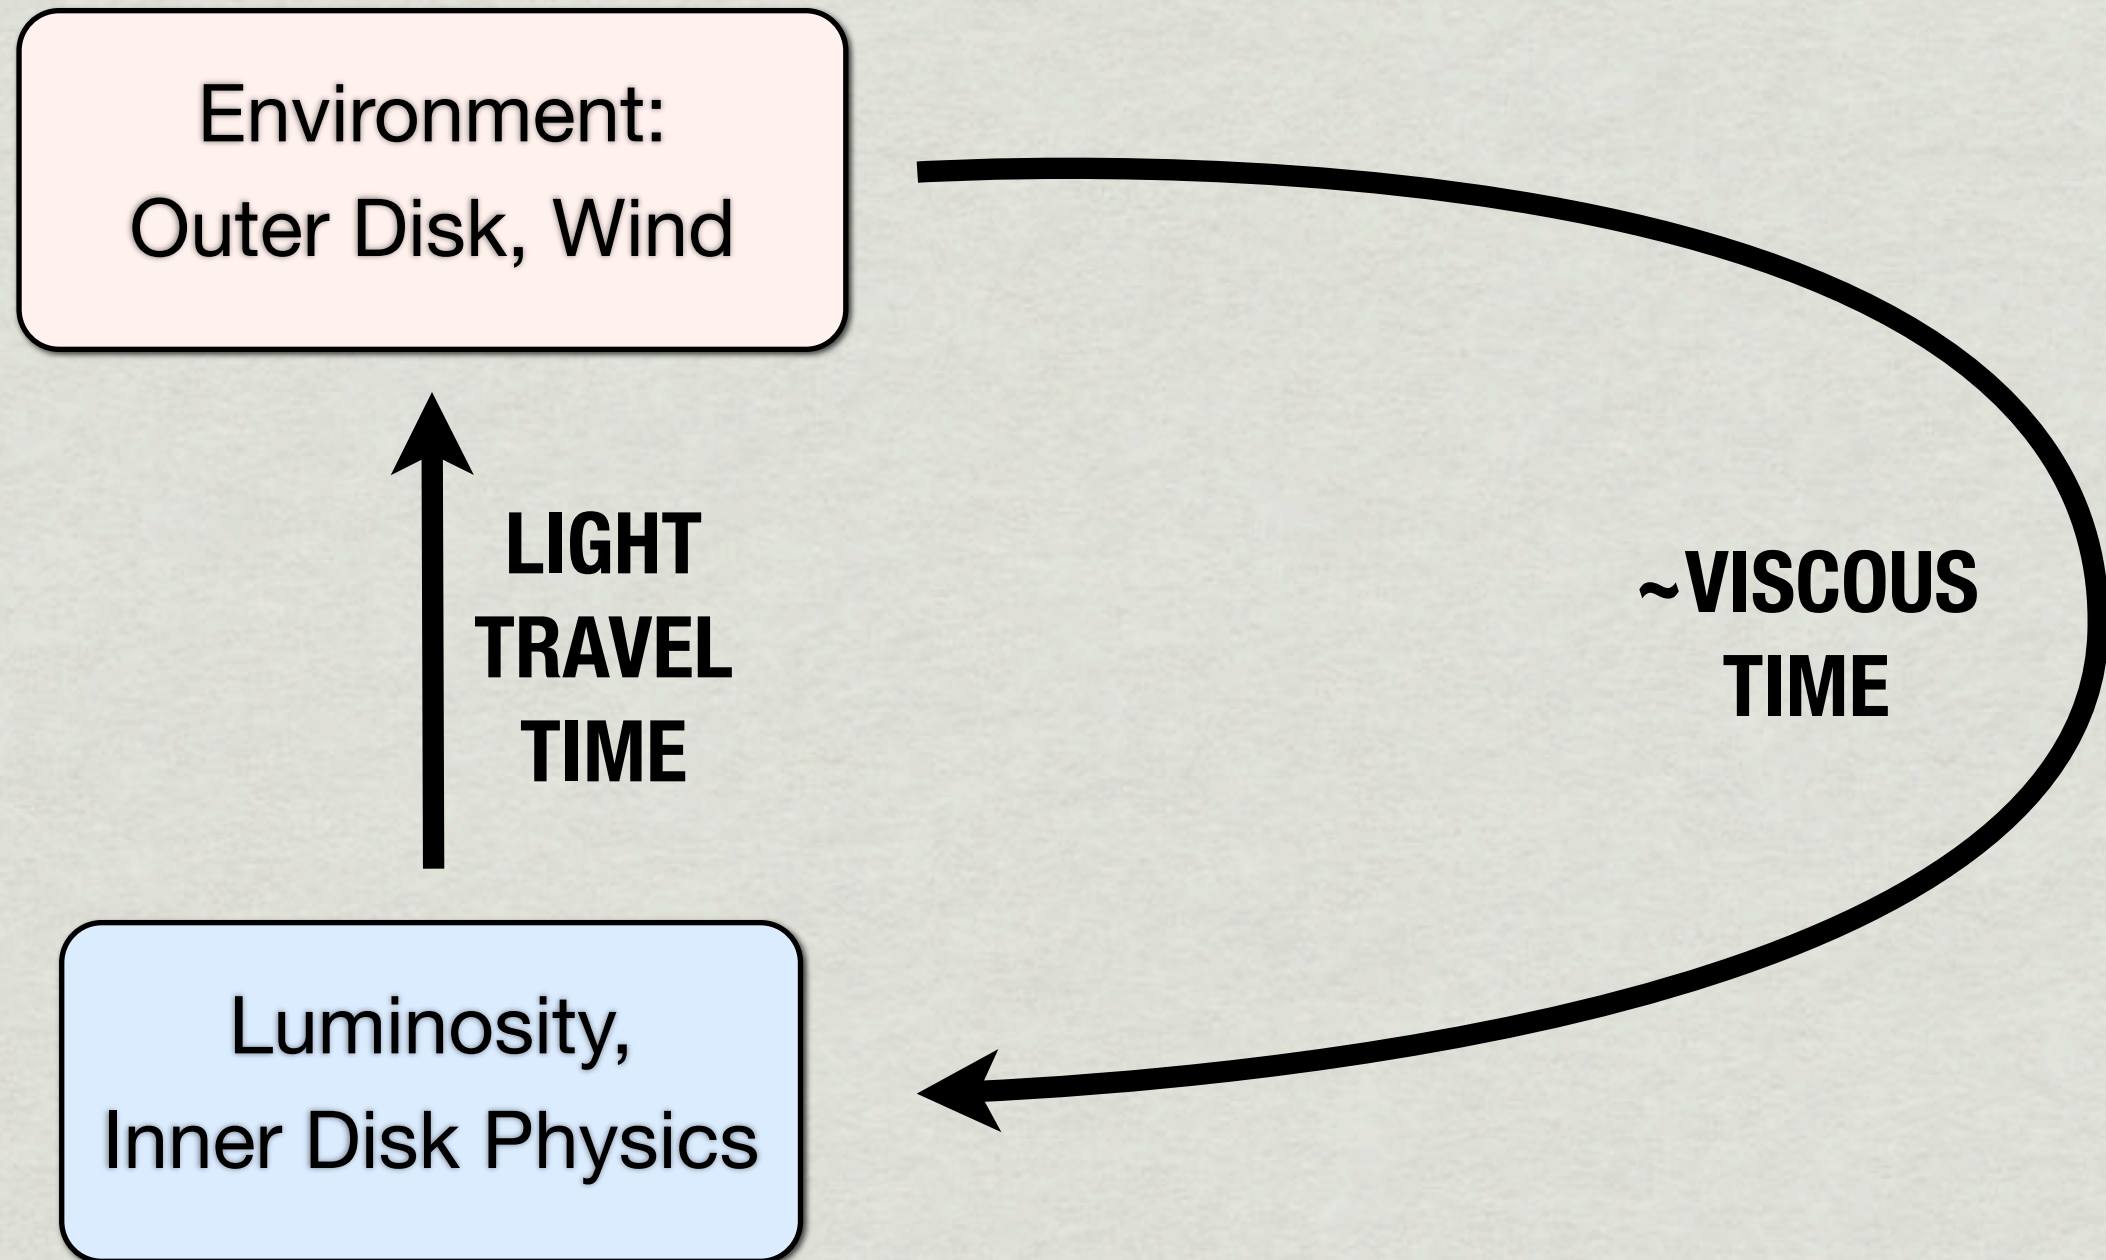 Environment:
Outer Disk, Wind
LIGHT
TRAVEL
TIME
~VISCOUS
TIME
Luminosity,
Inner Disk Physics